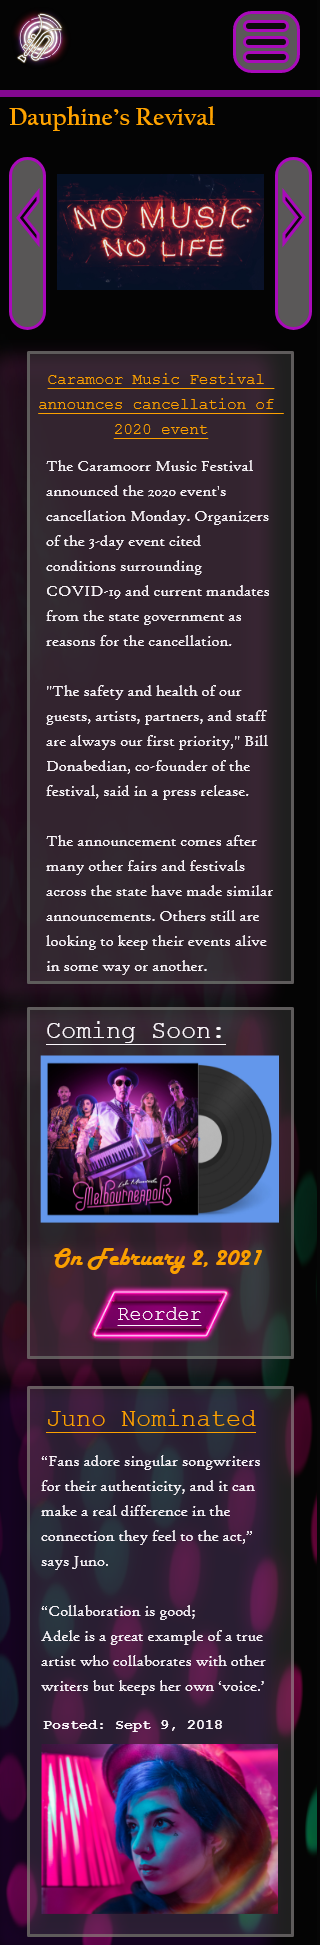 Dauphine’s Revival
NO MUSIC
NO LIFE
Caramoor Music Festival
announces cancellation of
2020 event
The Caramoorr Music Festival
announced the 2020 event's
cancellation Monday. Organizers
of the 3-day event cited
conditions surrounding
COVID-19 and current mandates
from the state government as
reasons for the cancellation.
"The safety and health of our
guests, artists, partners, and staff
are always our first priority," Bill
Donabedian, co-founder of the
festival, said in a press release.
The announcement comes after
many other fairs and festivals
across the state have made similar
announcements. Others still are
looking to keep their events alive
in some way or another.
Coming Soon:
Melbourneapolis
On February 2, 2021
Reorder
Juno Nominated
“Fans adore singular songwriters
for their authenticity, and it can
make a real difference in the
connection they feel to the act,”
says Juno.
“Collaboration is good;
Adele is a great example of a true
artist who collaborates with other
writers but keeps her own ‘voice.’
Posted: Sept 9, 2018